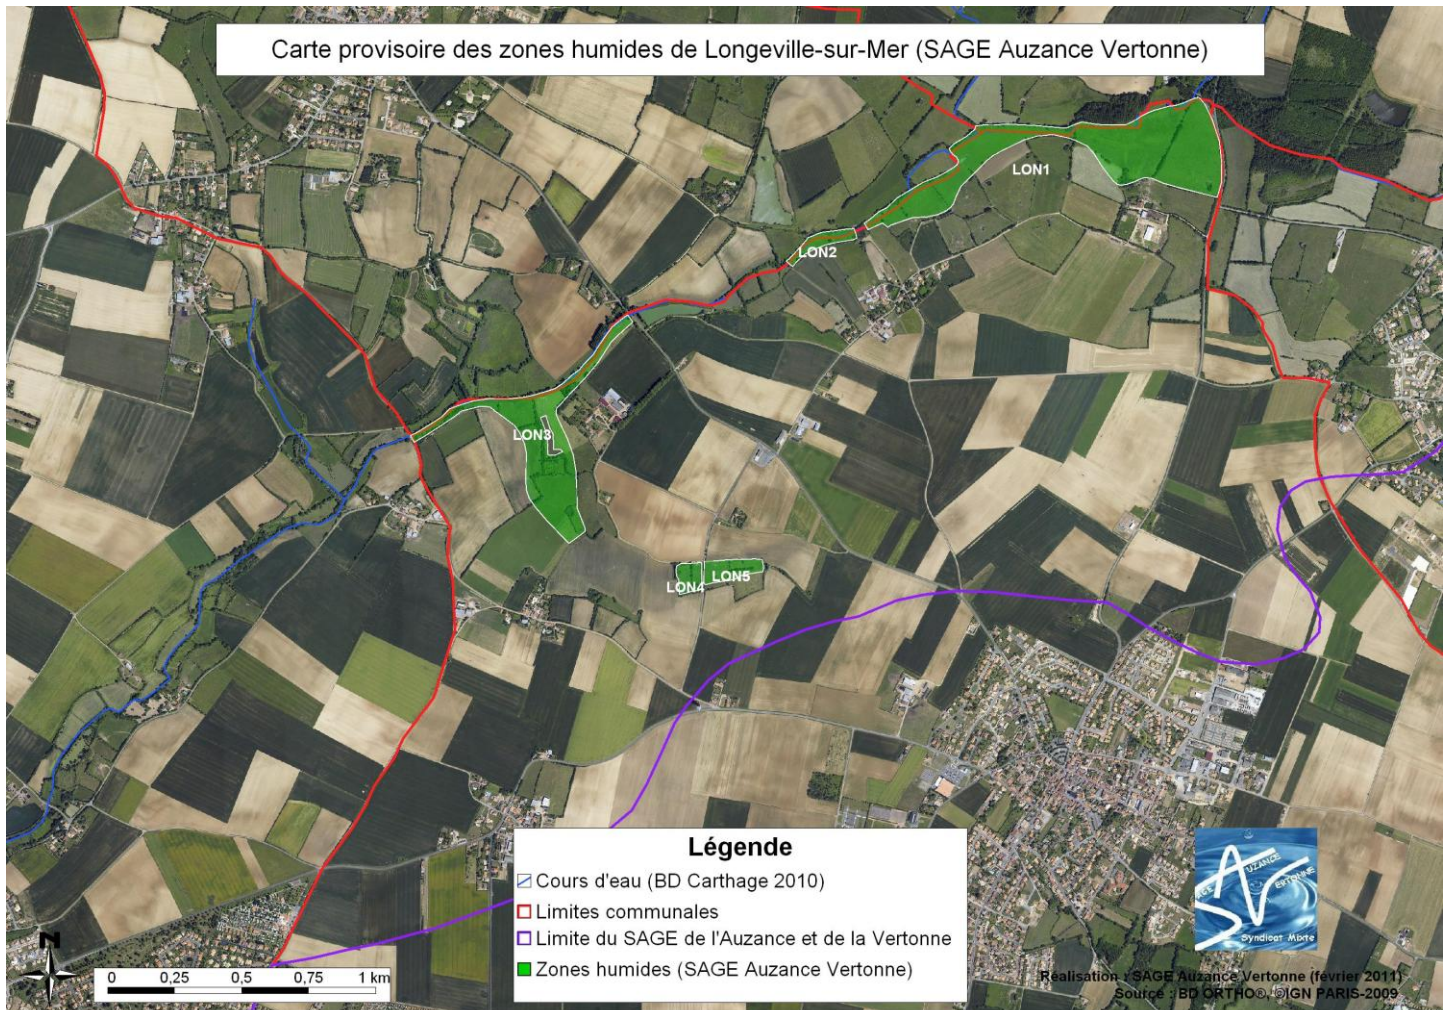 Carte provisoire des zones humides de Longeville-sur-Mer (SAGE Auzance Vertonne)
LON1
LON2
LON3
LON4
LON5
Légende
Cours d'eau (BD Carthage 2010)
Limites communales
Limite du SAGE de l'Auzance et de la Vertonne
Zones humides (SAGE Auzance Vertonne)
N
0 0,25 0,5 0,75 1 km
SAGE
AUZANCE
VERTONNE
Syndicat Mixte
Réalisation : SAGE Auzance Vertonne (février 2011)
Source : BD ORTHO®, ©IGN PARIS-2009